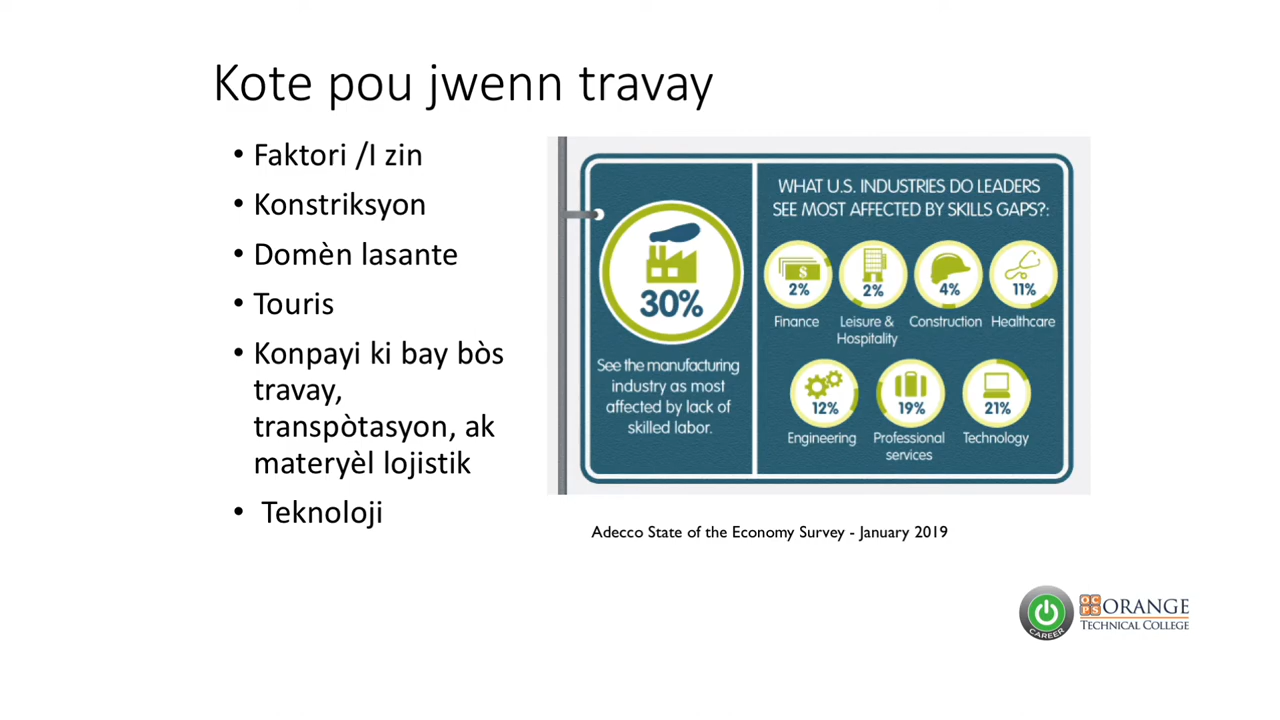 Kote pou jwenn travay
• Faktori /I zin
• Konstriksyon
• Domèn lasante
• Touris
• Konpayi ki bay bòs
travay,
transpòtasyon, ak
materyèl lojistik
• Teknoloji
30%
See the manufacturing
industry as most
affected by lack of
skilled labor.
WHAT U.S. INDUSTRIES DO LEADERS
SEE MOST AFFECTED BY SKILLS GAPS?:
$
2%
Finance
2%
Leisure &
Hospitality
4%
Construction
11%
Healthcare
12%
Engineering
19%
Professional
services
21%
Technology
Adecco State of the Economy Survey - January 2019
CAREER
OCPS
ORANGE
TECHNICAL COLLEGE